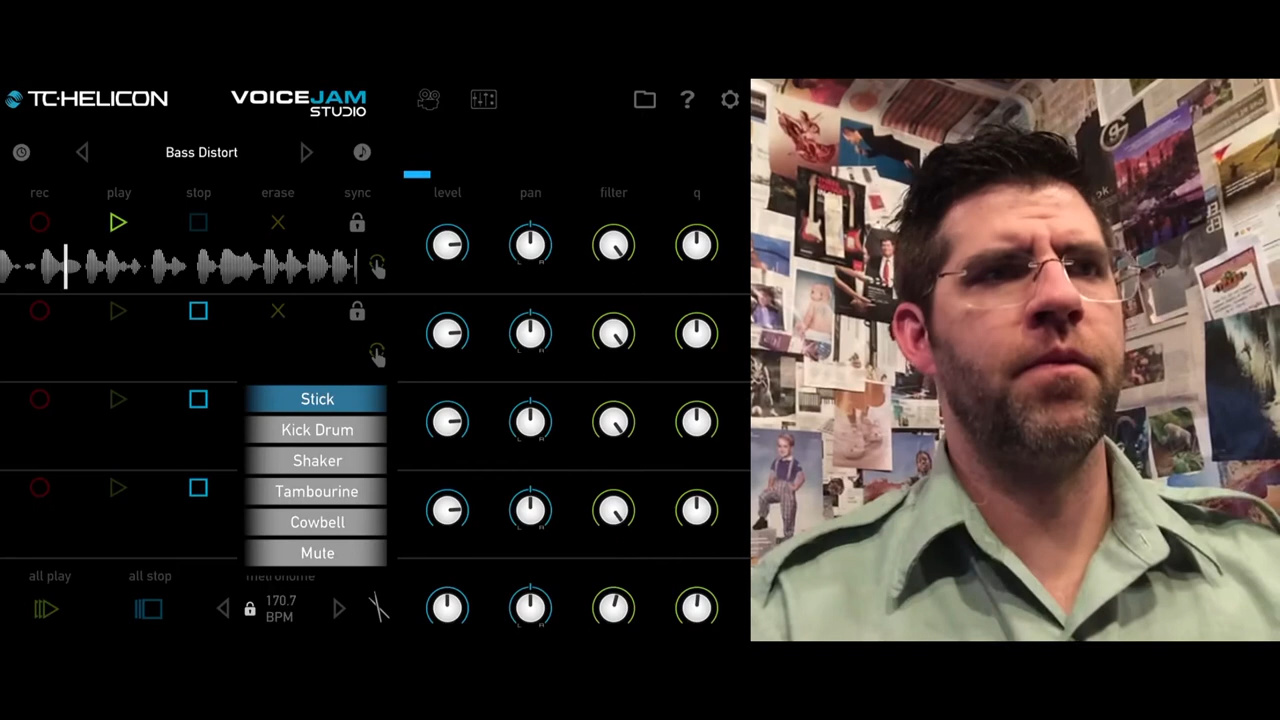 TC·HELICON
VOICEJAM
STUDIO
?
Bass Distort
rec play stop erase sync
level pan filter q
L R
L R
Stick
L R
Kick Drum
Shaker
Tambourine
L R
Cowbell
Mute
all play all stop metronome
170.7
BPM
L R